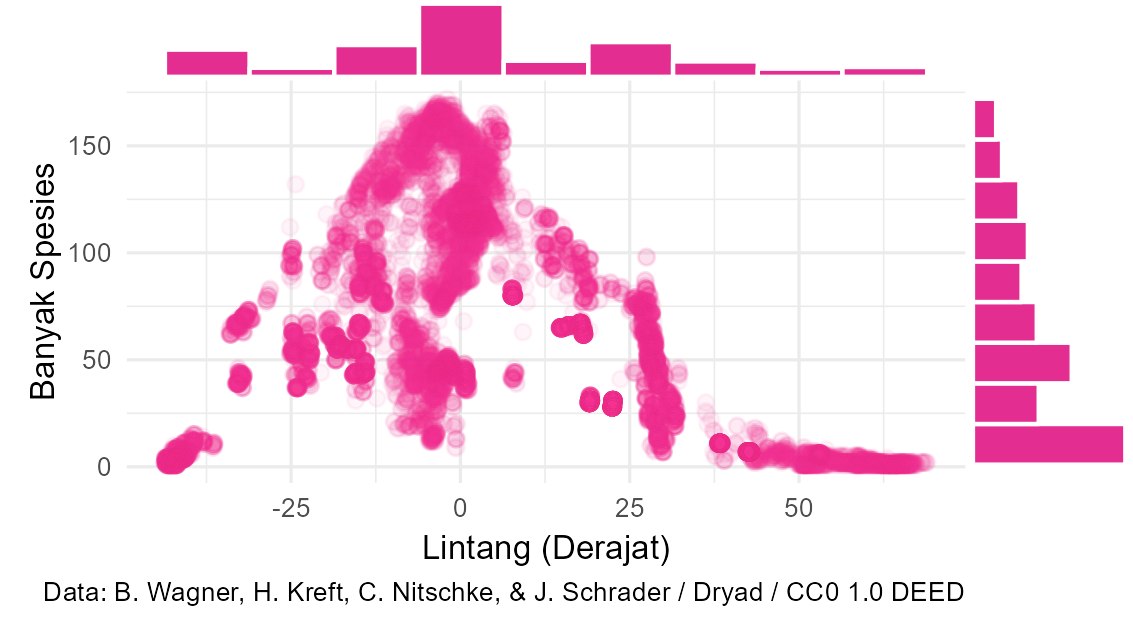 150
100
50
0
Banyak Spesies
-25 0 25 50
Lintang (Derajat)
Data: B. Wagner, H. Kreft, C. Nitschke, & J. Schrader / Dryad / CC0 1.0 DEED